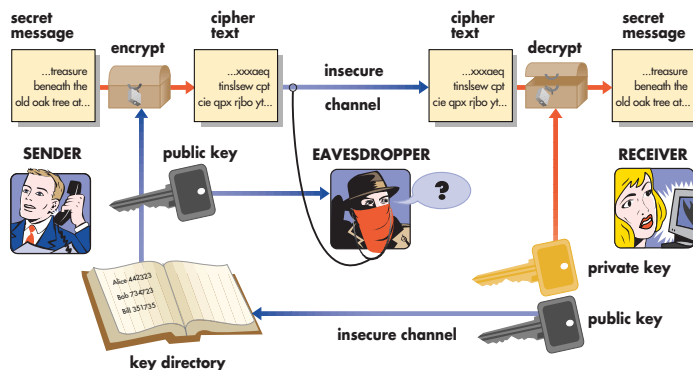 secret
message
encrypt
cipher
text
cipher
text
decrypt
secret
message
...treasure
beneath the
old oak tree at...
...xxxaeq
tinslsew cpt
cie qpx rjbo yt...
insecure
channel
...xxxaeq
tinslsew cpt
cie qpx rjbo yt...
...treasure
beneath the
old oak tree at...
SENDER
public key
EAVESDROPPER
?
RECEIVER
private key
public key
Alice 442323
Bob 734723
Bill 351735
insecure channel
key directory